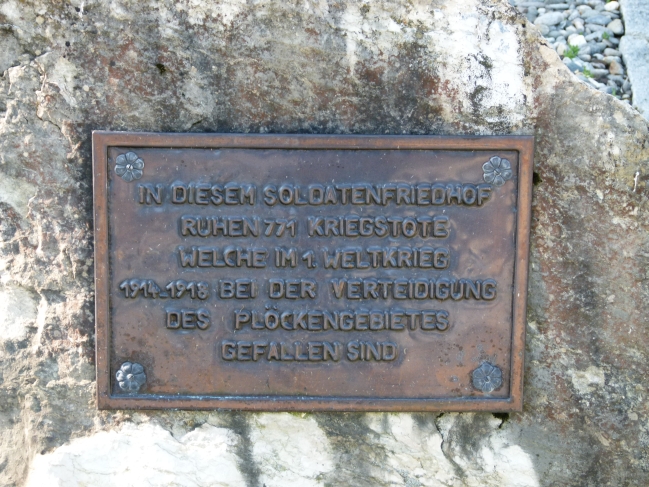 IN DIESEM SOLDATENFRIEDHOF
RUHEN 771 KRIEGSTOTE
WELCHE IM 1. WELTKRIEG
1914-1918 BEI DER VERTEIDIGUNG
DES PLÖCKENGEBIETES
GEFALLEN SIND